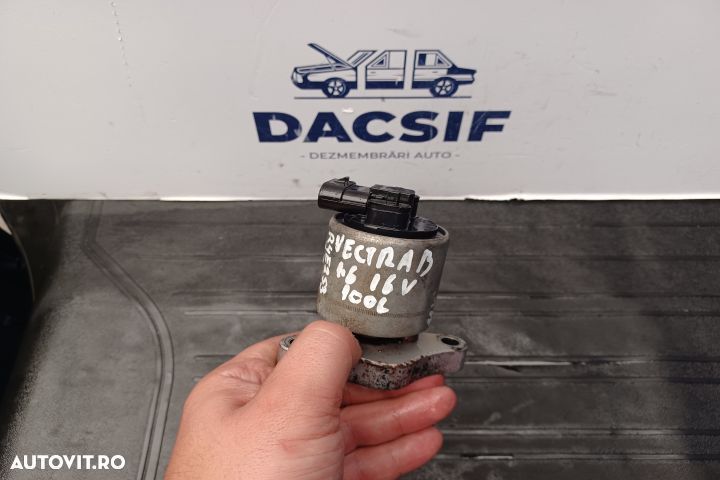 DACSIF
- DEZMEMBRĂRI AUTO -
VECTRA B
1.6 16V
100L
AUTOVIT.RO